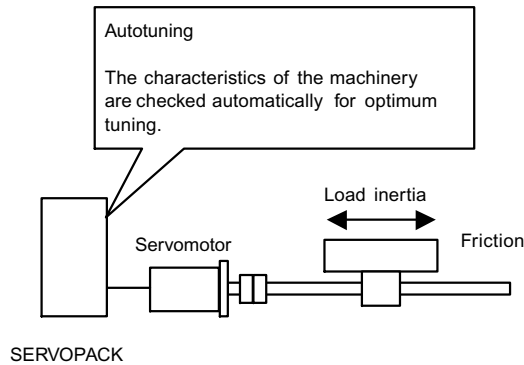 Autotuning
The characteristics of the machinery
are checked automatically for optimum
tuning.
Load inertia
Servomotor
Friction
SERVOPACK